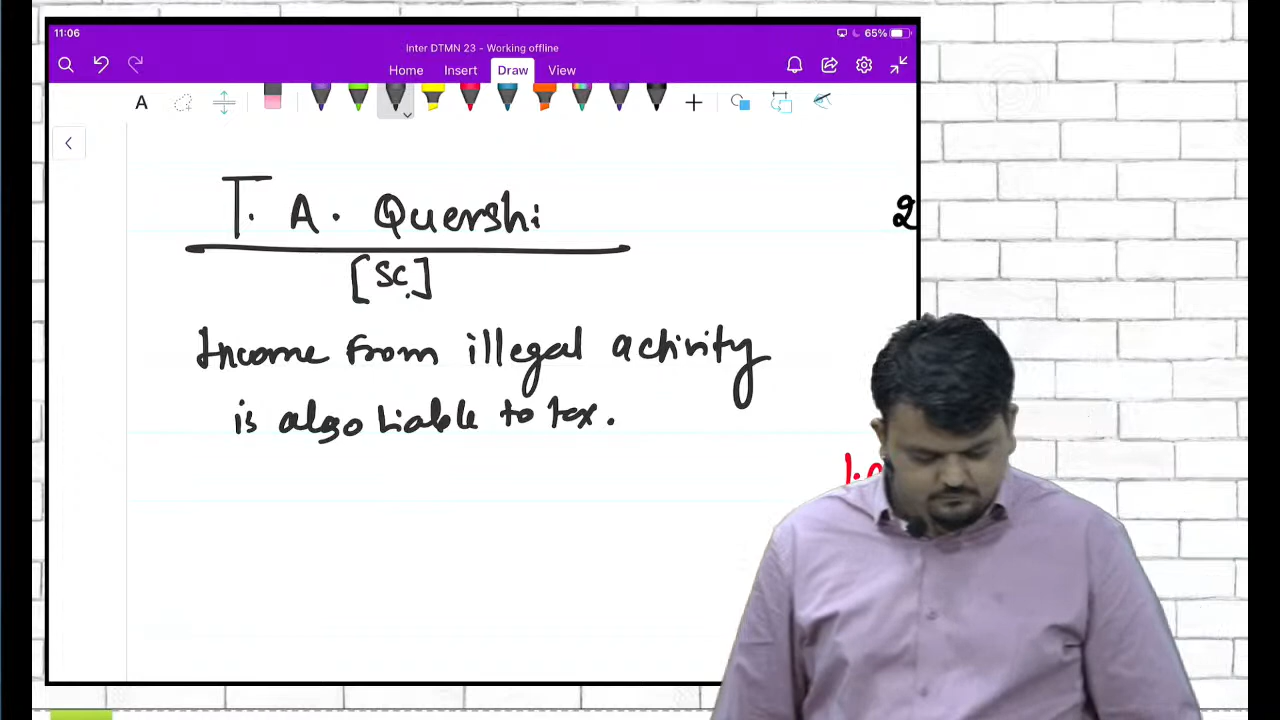 11:06
65%
Inter DTMN 23 - Working offline
Home Insert Draw View
A
T. A. Quershi
2
[SC]
Income from illegal activity
is also liable to tax.